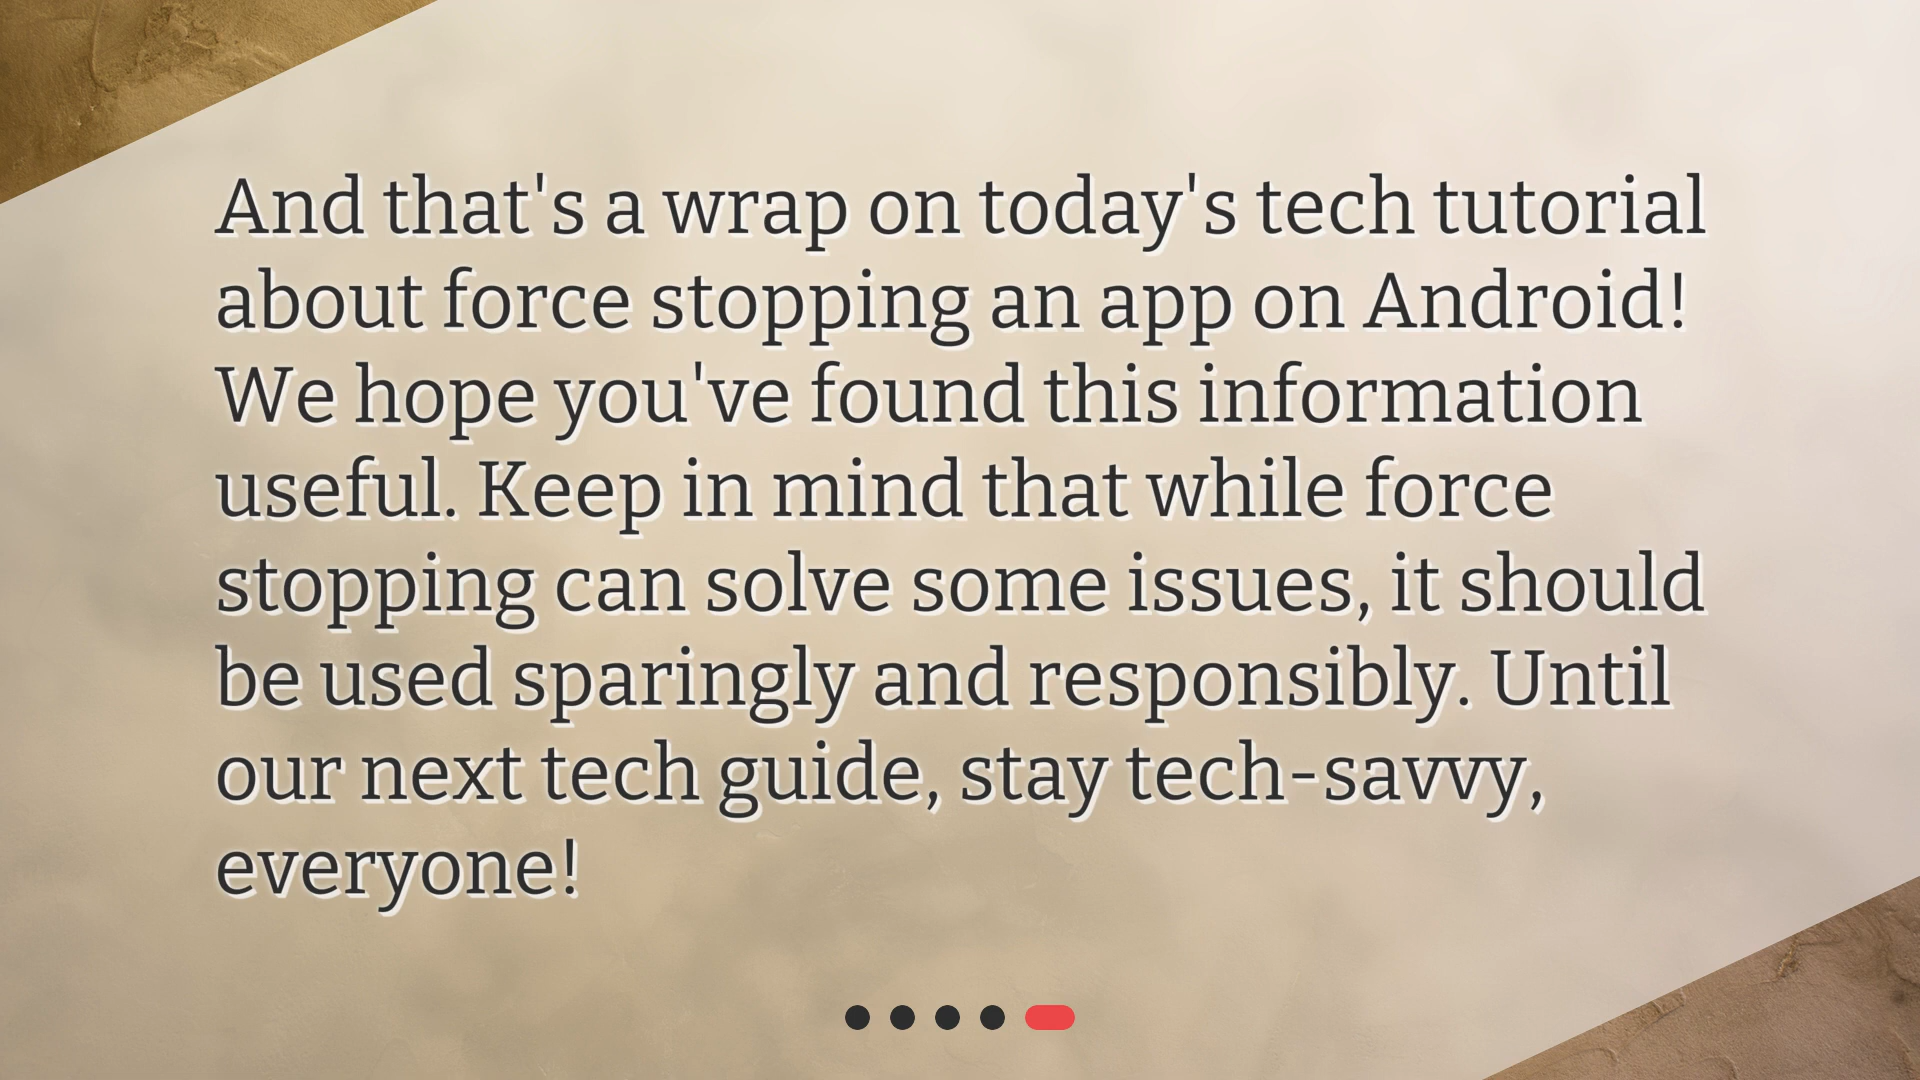 And that's a wrap on today's tech tutorial
about force stopping an app on Android!
We hope you've found this information
useful. Keep in mind that while force
stopping can solve some issues, it should
be used sparingly and responsibly. Until
our next tech guide, stay tech-savvy,
everyone!